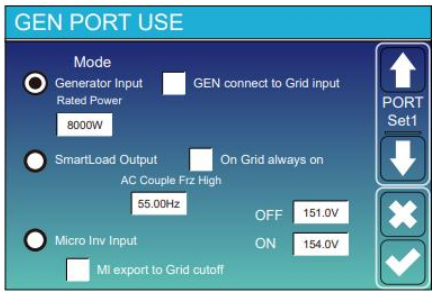 GEN PORT USE
Mode
Generator Input
GEN connect to Grid input
Rated Power
8000W
PORT
Set1
SmartLoad Output
On Grid always on
AC Couple Frz High
55.00Hz
OFF
151.0V
Micro Inv Input
ON
154.0V
MI export to Grid cutoff